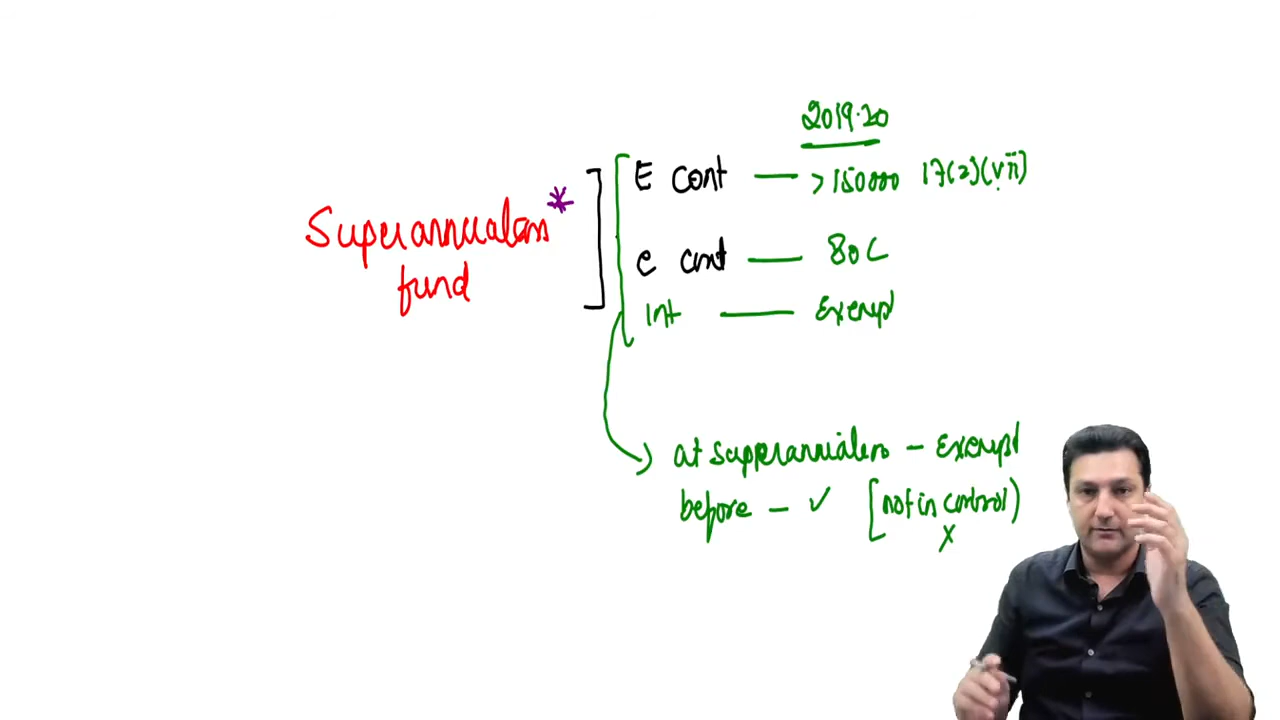 2019-20
E cont — >150000 17(2)(vii)
Superannuation*
fund
e cont — 80C
Int — Exempt
at superannuation - Exempt
before - ✓ [not in control)
X